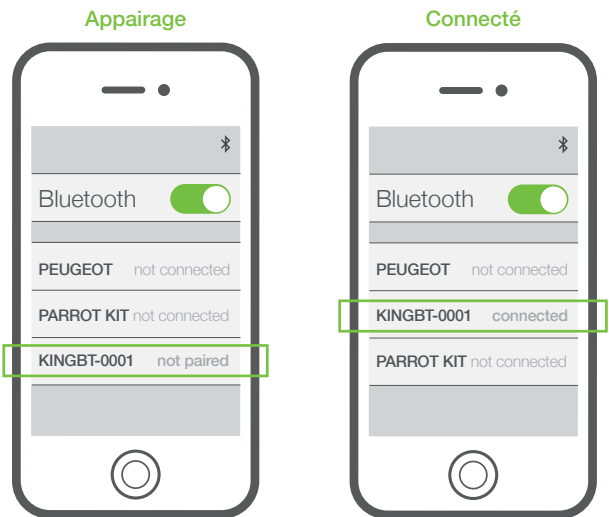 Appairage
Bluetooth
PEUGEOT not connected
PARROT KIT not connected
KINGBT-0001 not paired
Connecté
Bluetooth
PEUGEOT not connected
KINGBT-0001 connected
PARROT KIT not connected